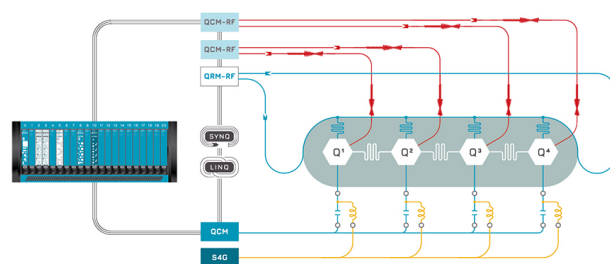 QCM-RF
QCM-RF
QRM-RF
SYNQ
LINQ
Q1
Q2
Q3
Q4
QCM
S4G